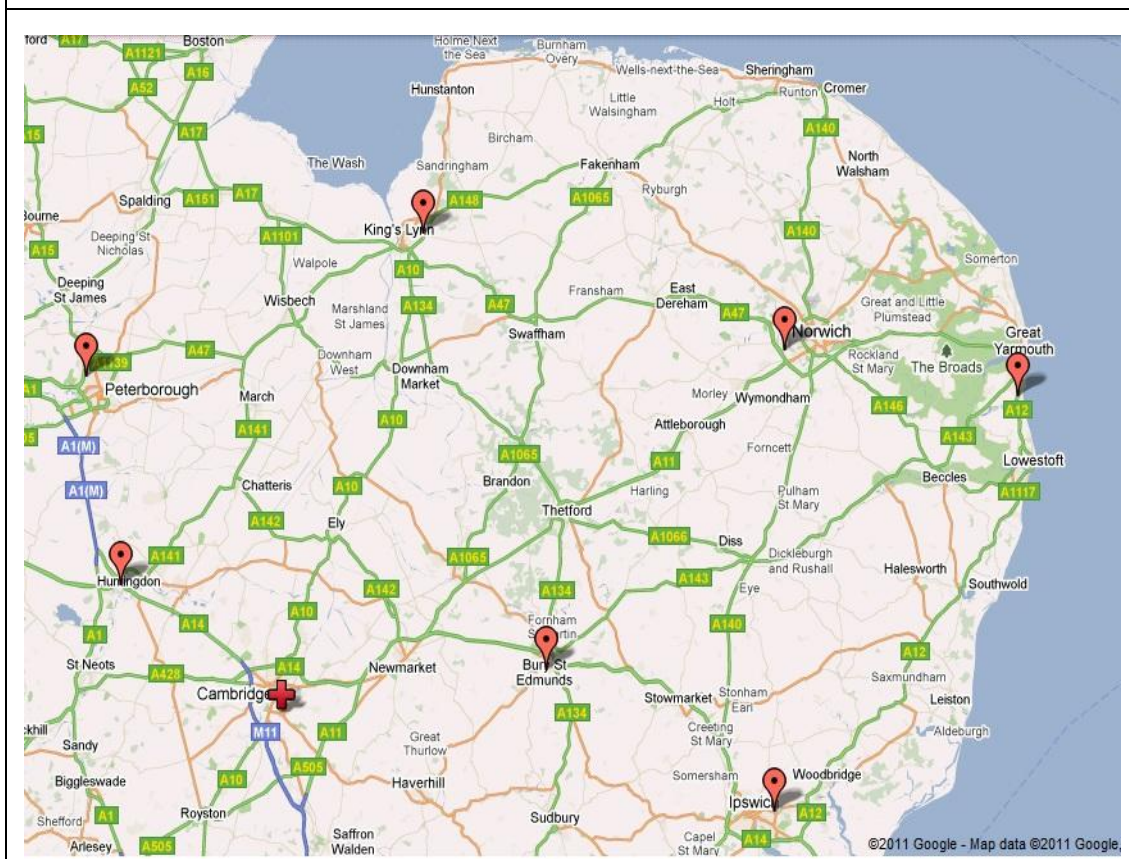 ford
A17
Boston
Holme Next
the Sea
Burnham
Overy
A1121
Wells-next-the-Sea
Sheringham
A16
A52
Hunstanton
Little
Walsingham
Holt
Runton
Cromer
A15
A17
Bircham
A140
The Wash
Sandringham
Fakenham
North
Walsham
Spalding
A151
A17
A148
A1065
Ryburgh
Bourne
Deeping St
Nicholas
A1101
King's Lynn
A140
A15
Walpole
A10
Somerton
Deeping
St James
Wisbech
Marshland
St James
A134
A47
Fransham
East
Dereham
A47
Great and Little
Plumstead
Swaffham
Norwich
Great
Yarmouth
A47
Downham
West
Downham
Market
Rockland
St Mary
The Broads
A1
Peterborough
March
Morley
Wymondham
A146
A12
A10
Attleborough
A141
A143
A1(M)
A1065
Forncett
Lowestoft
A11
Beccles
A1(M)
Chatteris
A10
Brandon
Harling
Pulham
St Mary
A1117
A142
Ely
Thetford
A1066
Diss
A141
A1065
Dickleburgh
and Rushall
Halesworth
Huntingdon
A142
A134
A143
Eye
Southwold
A10
A14
Fornham
St Martin
A140
A1
A12
St Neots
A14
Newmarket
Bury St
Edmunds
A428
Saxmundham
Cambridge
Stowmarket
Stonham
Earl
Leiston
A134
M11
A11
Great
Thurlow
Creeting
St Mary
Aldeburgh
Sandy
A505
Somersham
Woodbridge
Biggleswade
A10
Haverhill
Ipswich
A1
Royston
Sudbury
A12
Shefford
Saffron
Walden
Capel
St Mary
A14
Arlesey
A505
©2011 Google - Map data ©2011 Google,